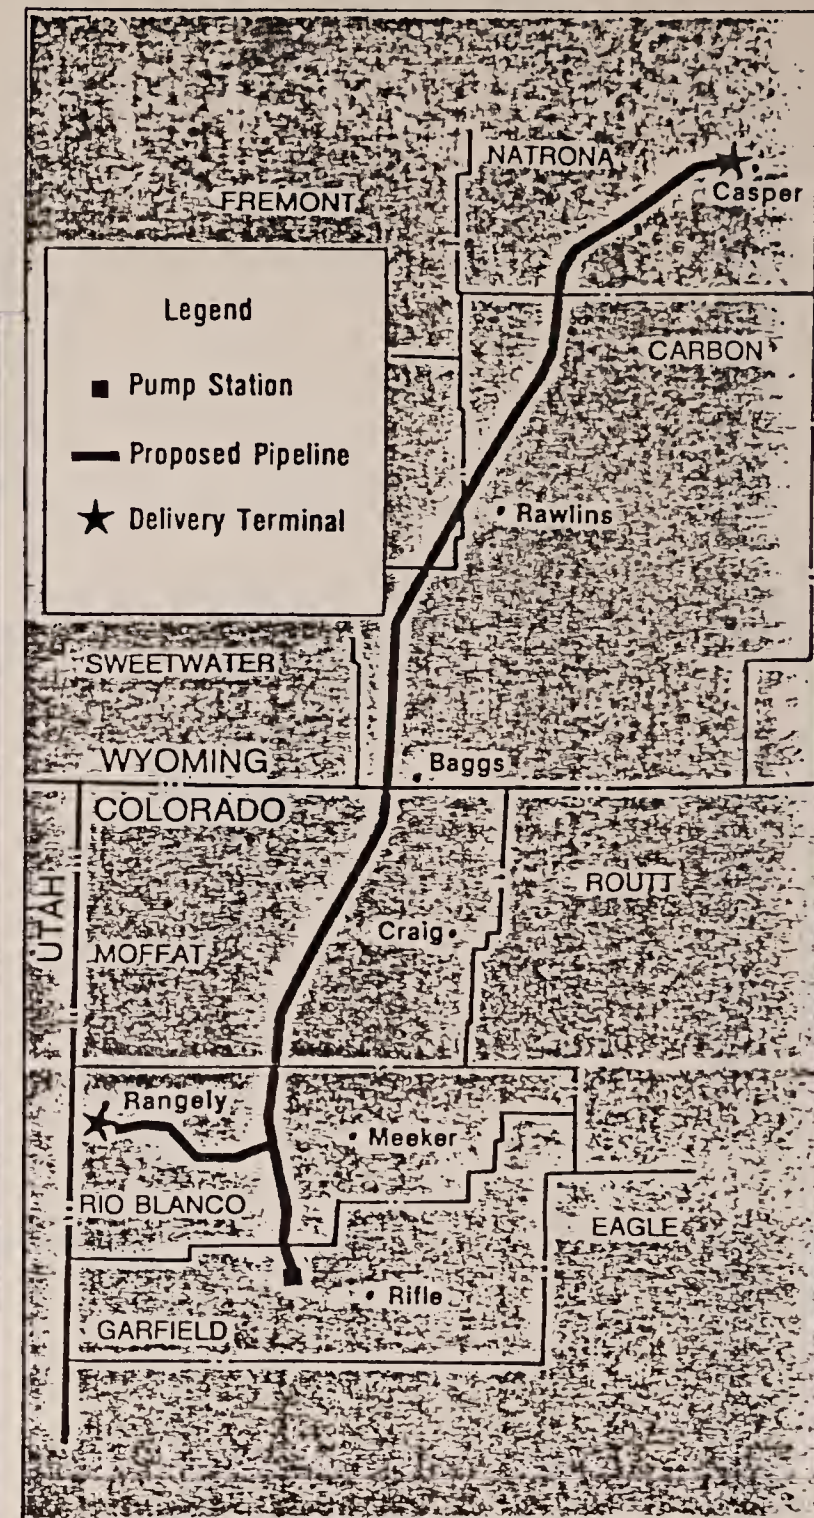 NATRONA
Casper
FREMONT
Legend
Pump Station
Proposed Pipeline
Delivery Terminal
CARBON
Rawlins
SWEETWATER
WYOMING
Baggs
COLORADO
UTAH
ROUTT
Craig
MOFFAT
Rangely
Meeker
RIO BLANCO
EAGLE
Rifle
GARFIELD